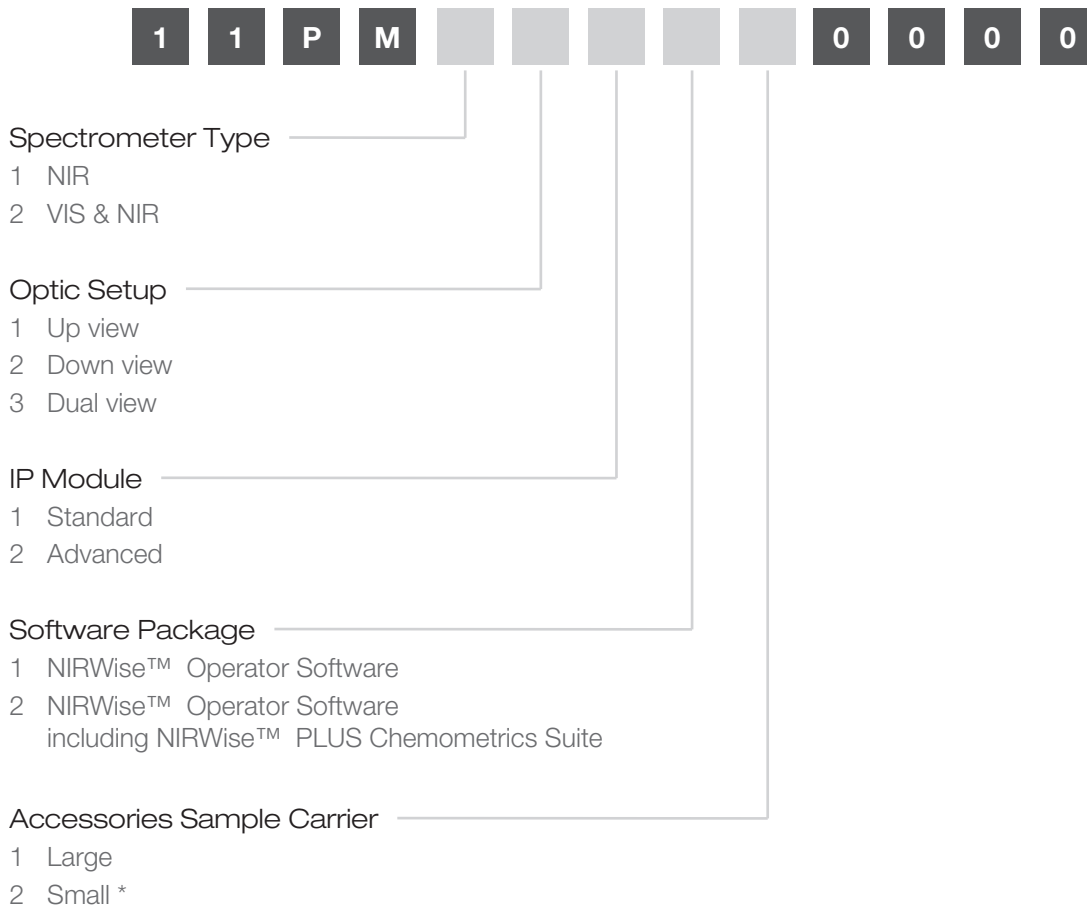 1 1 P M 0 0 0 0
Spectrometer Type
1 NIR
2 VIS & NIR
Optic Setup
1 Up view
2 Down view
3 Dual view
IP Module
1 Standard
2 Advanced
Software Package
1 NIRWise™ Operator Software
2 NIRWise™ Operator Software
including NIRWise™ PLUS Chemometrics Suite
Accessories Sample Carrier
1 Large
2 Small *